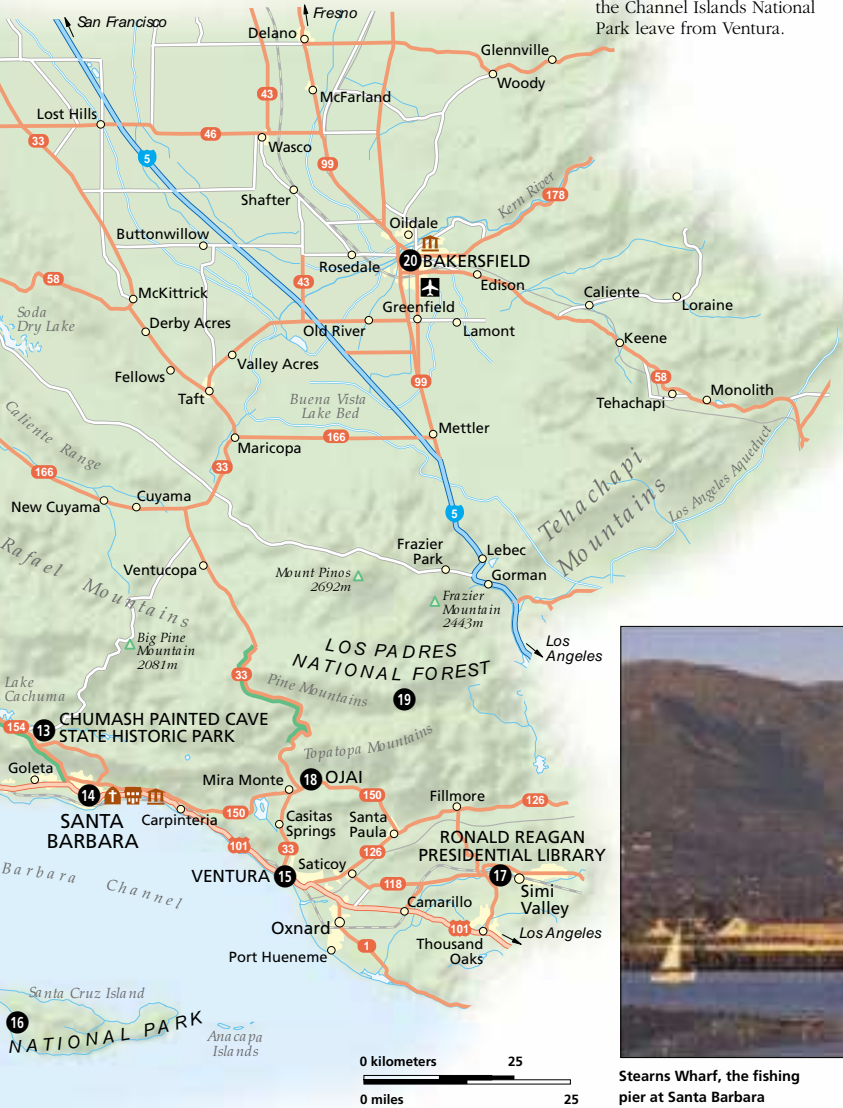 the Channel Islands National
Park leave from Ventura.
San Francisco
Fresno
Delano
Glennville
Woody
43
McFarland
Lost Hills
33
46
5
Wasco
99
Shafter
Kern River
178
Oildale
Buttonwillow
Rosedale
20 BAKERSFIELD
Edison
58
43
McKittrick
Caliente
Loraine
Soda
Dry Lake
Derby Acres
Greenfield
Old River
Lamont
Keene
Valley Acres
Fellows
Taft
99
58
Monolith
Tehachapi
Buena Vista
Lake Bed
Caliente Range
Mettler
166
Maricopa
33
166
Los Angeles Aqueduct
Tehachapi
Mountains
New Cuyama
Cuyama
5
Rafael Mountains
Ventucopa
Frazier
Park
Lebec
Gorman
Mount Pinos
2692m
Frazier
Mountain
2443m
Big Pine
Mountain
2081m
LOS PADRES
NATIONAL FOREST
Los
Angeles
33
Pine Mountains
19
Lake
Cachuma
154
13 CHUMASH PAINTED CAVE
STATE HISTORIC PARK
Topatopa Mountains
Goleta
Mira Monte
18 OJAI
150
Fillmore
126
14
SANTA
BARBARA
Carpinteria
150
Casitas
Springs
Santa
Paula
101
33
126
RONALD REAGAN
PRESIDENTIAL LIBRARY
Saticoy
VENTURA 15
118
17
Simi
Valley
Barbara Channel
Camarillo
Oxnard
101
Los Angeles
Thousand
Oaks
1
Port Hueneme
Santa Cruz Island
16
NATIONAL PARK
Anacapa
Islands
0 kilometers 25
0 miles 25
Stearns Wharf, the fishing
pier at Santa Barbara